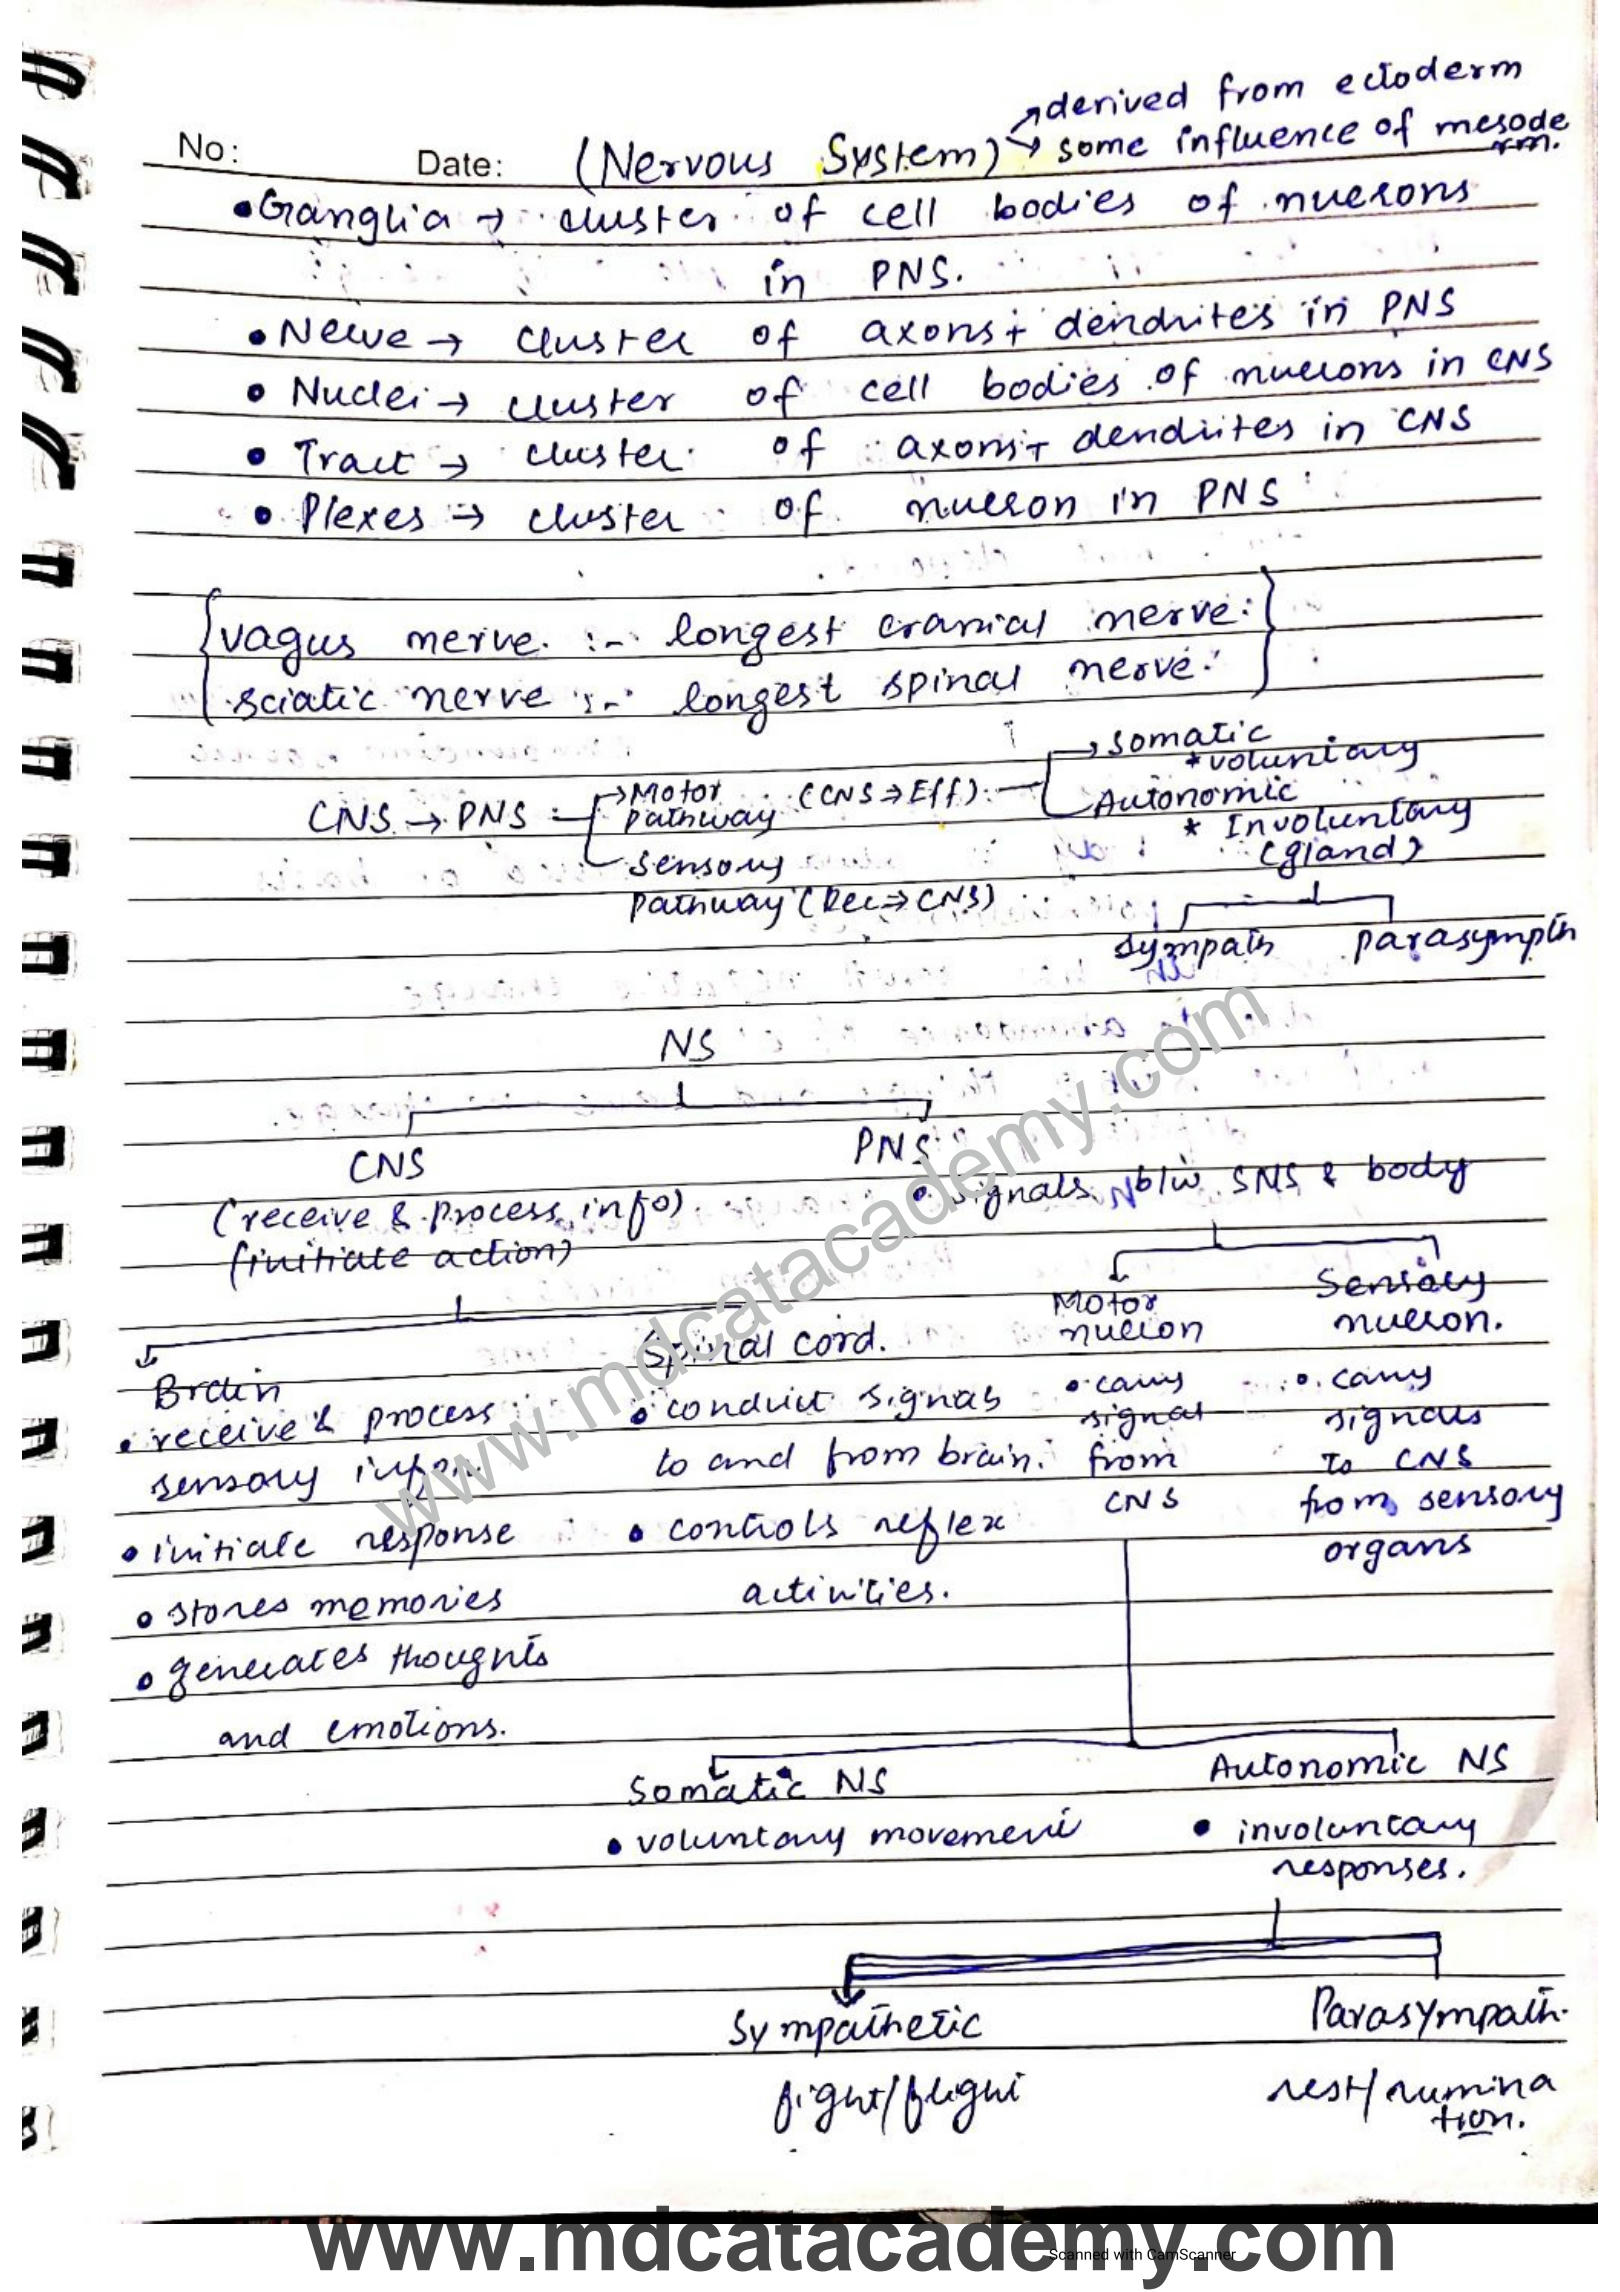 derived from ectoderm
No: Date: (Nervous System) some influence of mesode
rm.
•Ganglia → cluster of cell bodies of nuerons
in PNS.
• Nerve → cluster of axons + dendrites in PNS
• Nuclei → cluster of cell bodies of nuerons in CNS
• Tract → cluster of axons + dendrites in CNS
• Plexes → cluster of nueron in PNS
vagus nerve :- longest cranial nerve.
sciatic nerve :- longest spinal nerve.
→ somatic
* voluntary
CNS → PNS → Motor pathway (CNS → Eff) Autonomic
* Involuntary
(gland)
sensory
pathway (Rec → CNS)
sympath parasympth
NS
CNS PNS
(receive & process info) • signals b/w SNS & body
(initiate action)
Motor Sensory
nueron nueron.
Brain Spinal cord.
• receive & process • conduct signals • carry • carry
signal signals
sensory infon. to and from brain. from To CNS
CNS from sensory
• initiate response • controls reflex organs
• stores memories activities.
• generates thoughts
and emotions.
Somatic NS Autonomic NS
• voluntary movement • involuntary
responses.
Sympathetic Parasympath.
fight/flight rest/rumina
tion.
www.mdcatacademy.com
www.mdcatacademy.com
Scanned with CamScanner